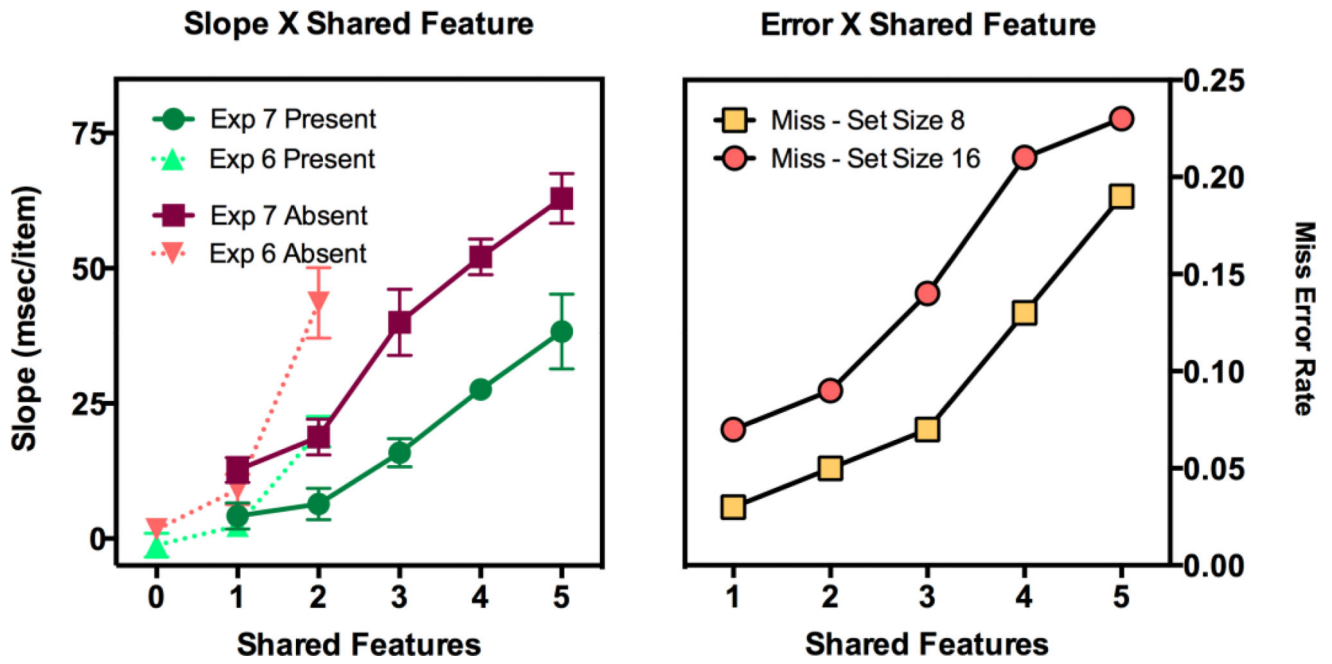 Slope X Shared Feature
75
50
25
0
Slope (msec/item)
Exp 7 Present
Exp 6 Present
Exp 7 Absent
Exp 6 Absent
0 1 2 3 4 5
Shared Features
Error X Shared Feature
Miss - Set Size 8
Miss - Set Size 16
0.25
0.20
0.15
0.10
0.05
0.00
Miss Error Rate
1 2 3 4 5
Shared Features